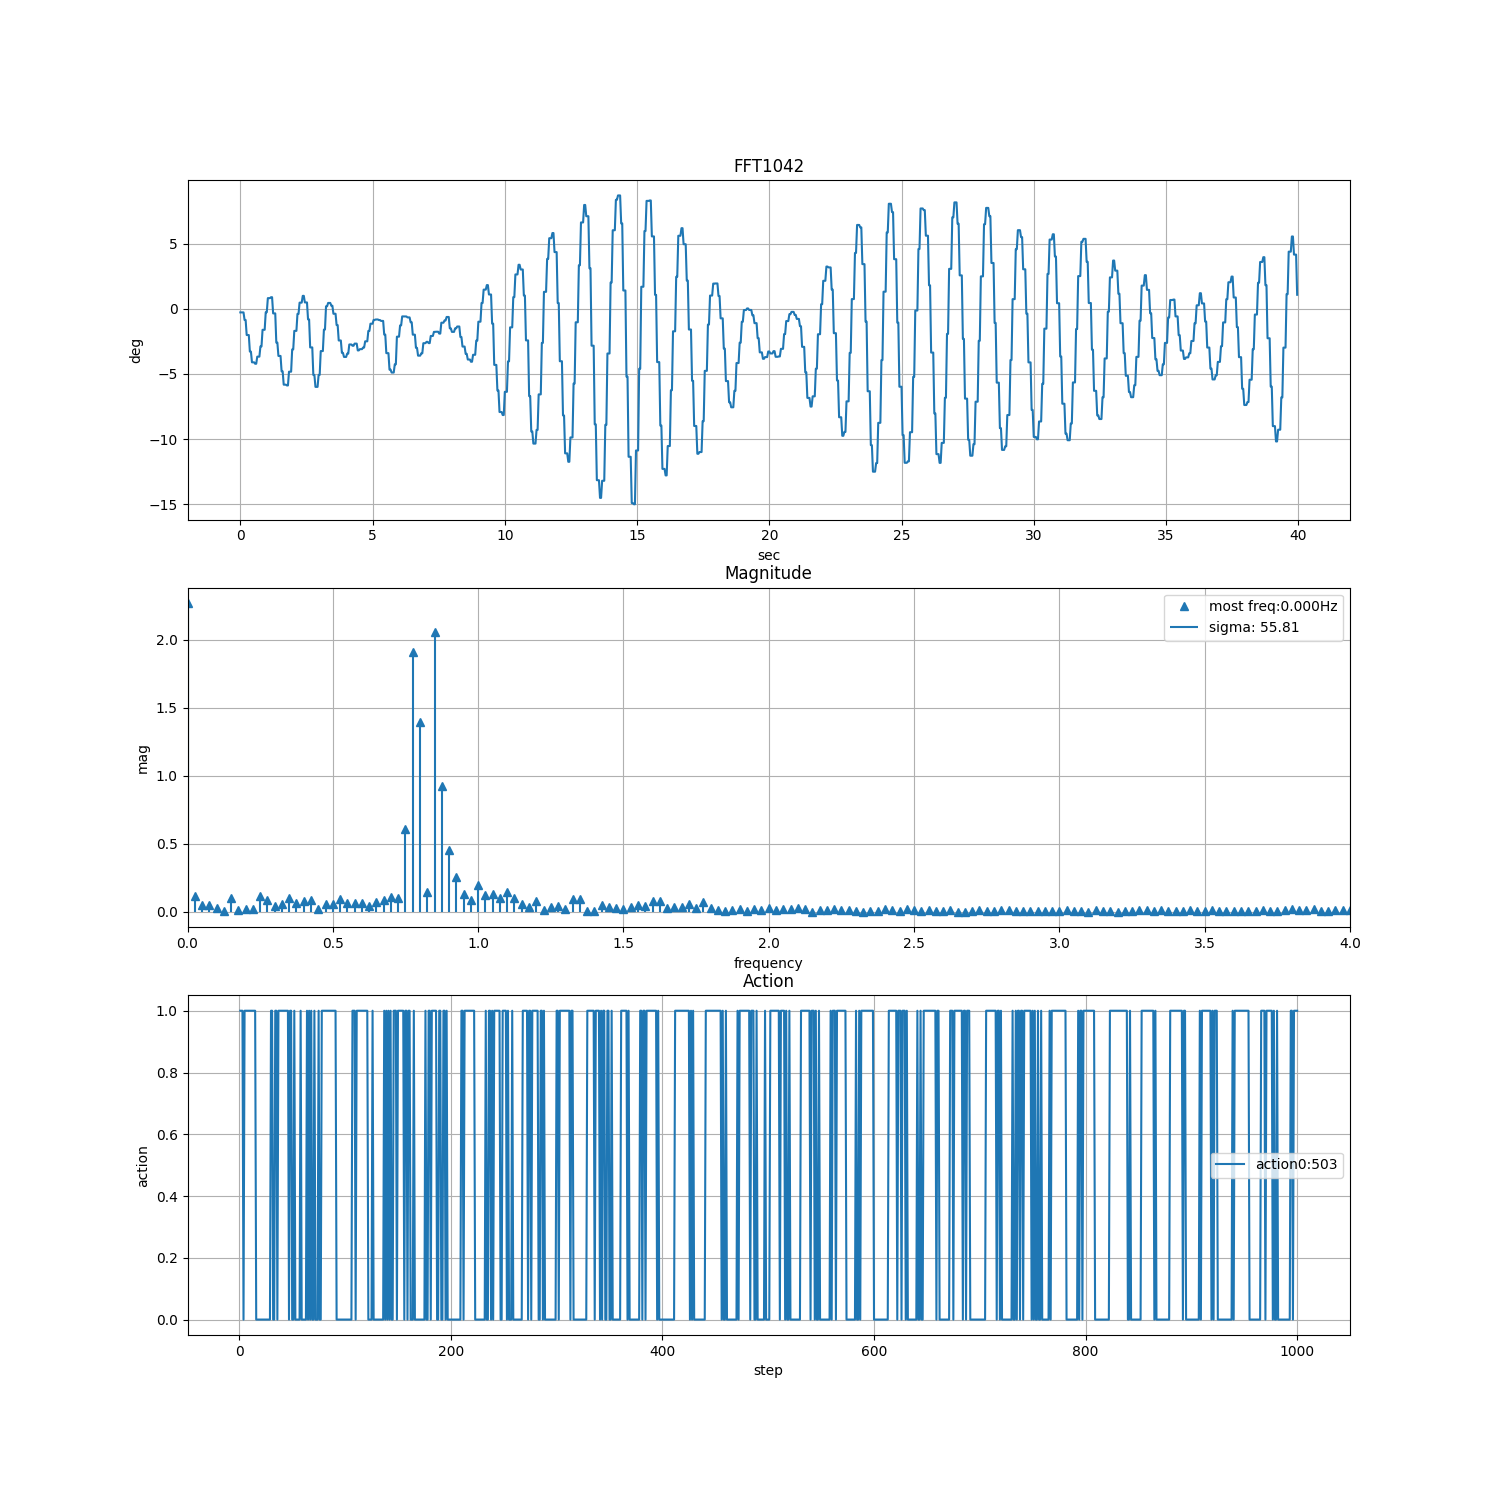 FFT1042
5
0
−5
−10
−15
deg
0 5 10 15 20 25 30 35 40
sec
Magnitude
most freq:0.000Hz
sigma: 55.81
2.0
1.5
1.0
0.5
0.0
mag
0.0 0.5 1.0 1.5 2.0 2.5 3.0 3.5 4.0
frequency
Action
1.0
0.8
0.6
0.4
0.2
0.0
action
action0:503
0 200 400 600 800 1000
step